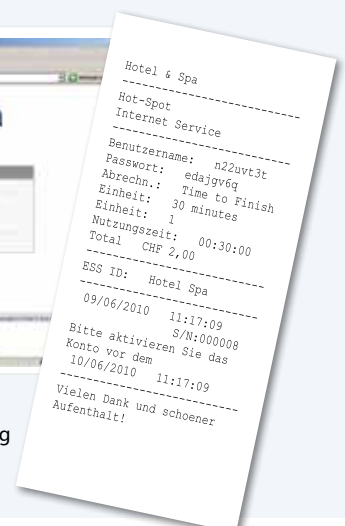 Hotel & Spa
------------------------------
Hot-Spot
Internet Service
------------------------------
Benutzername: n22uvt3t
Passwort: edajgv6q
Abrechn.: Time to Finish
Einheit: 30 minutes
Einheit: 1
Nutzungszeit: 00:30:00
Total CHF 2,00
------------------------------
ESS ID: Hotel Spa
------------------------------
09/06/2010 11:17:09
S/N:000008
Bitte aktivieren Sie das
Konto vor dem
10/06/2010 11:17:09
------------------------------
Vielen Dank und schoener
Aufenthalt!
g